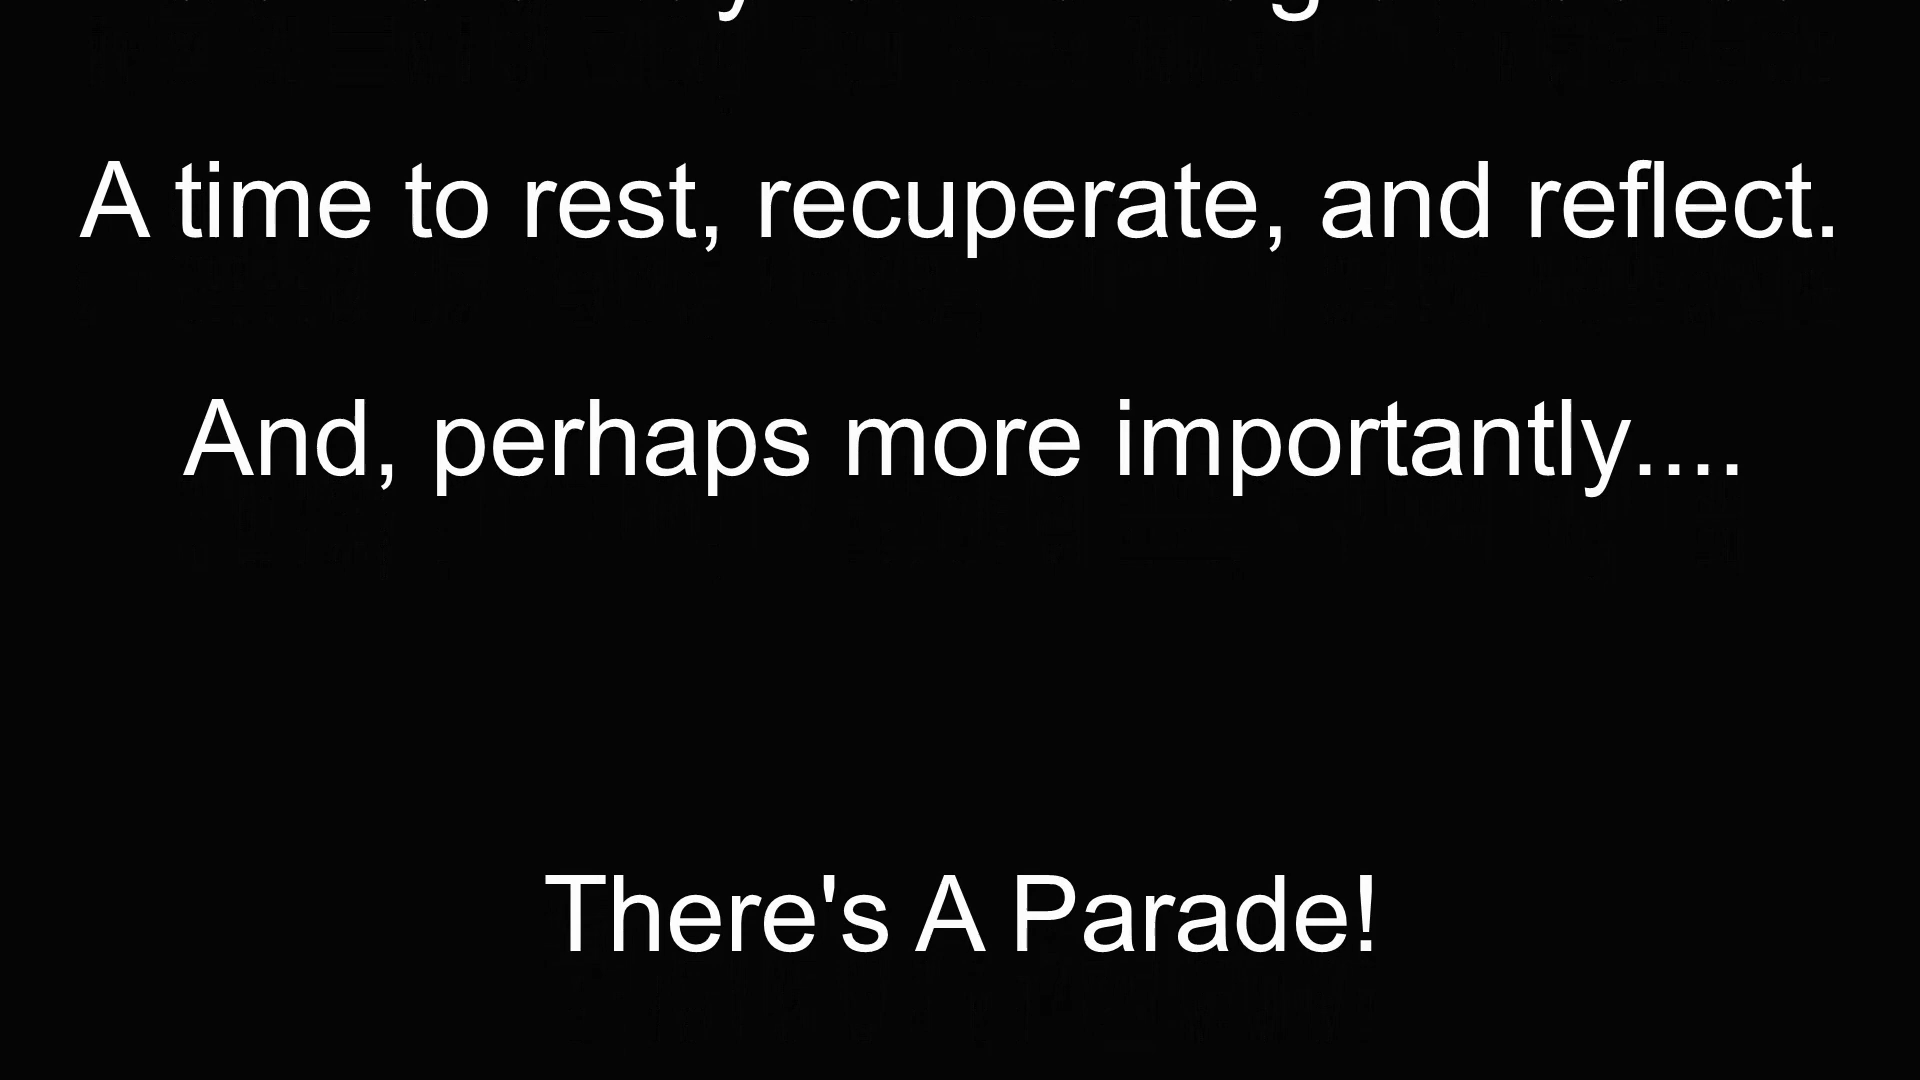 A time to rest, recuperate, and reflect.
And, perhaps more importantly....
There's A Parade!